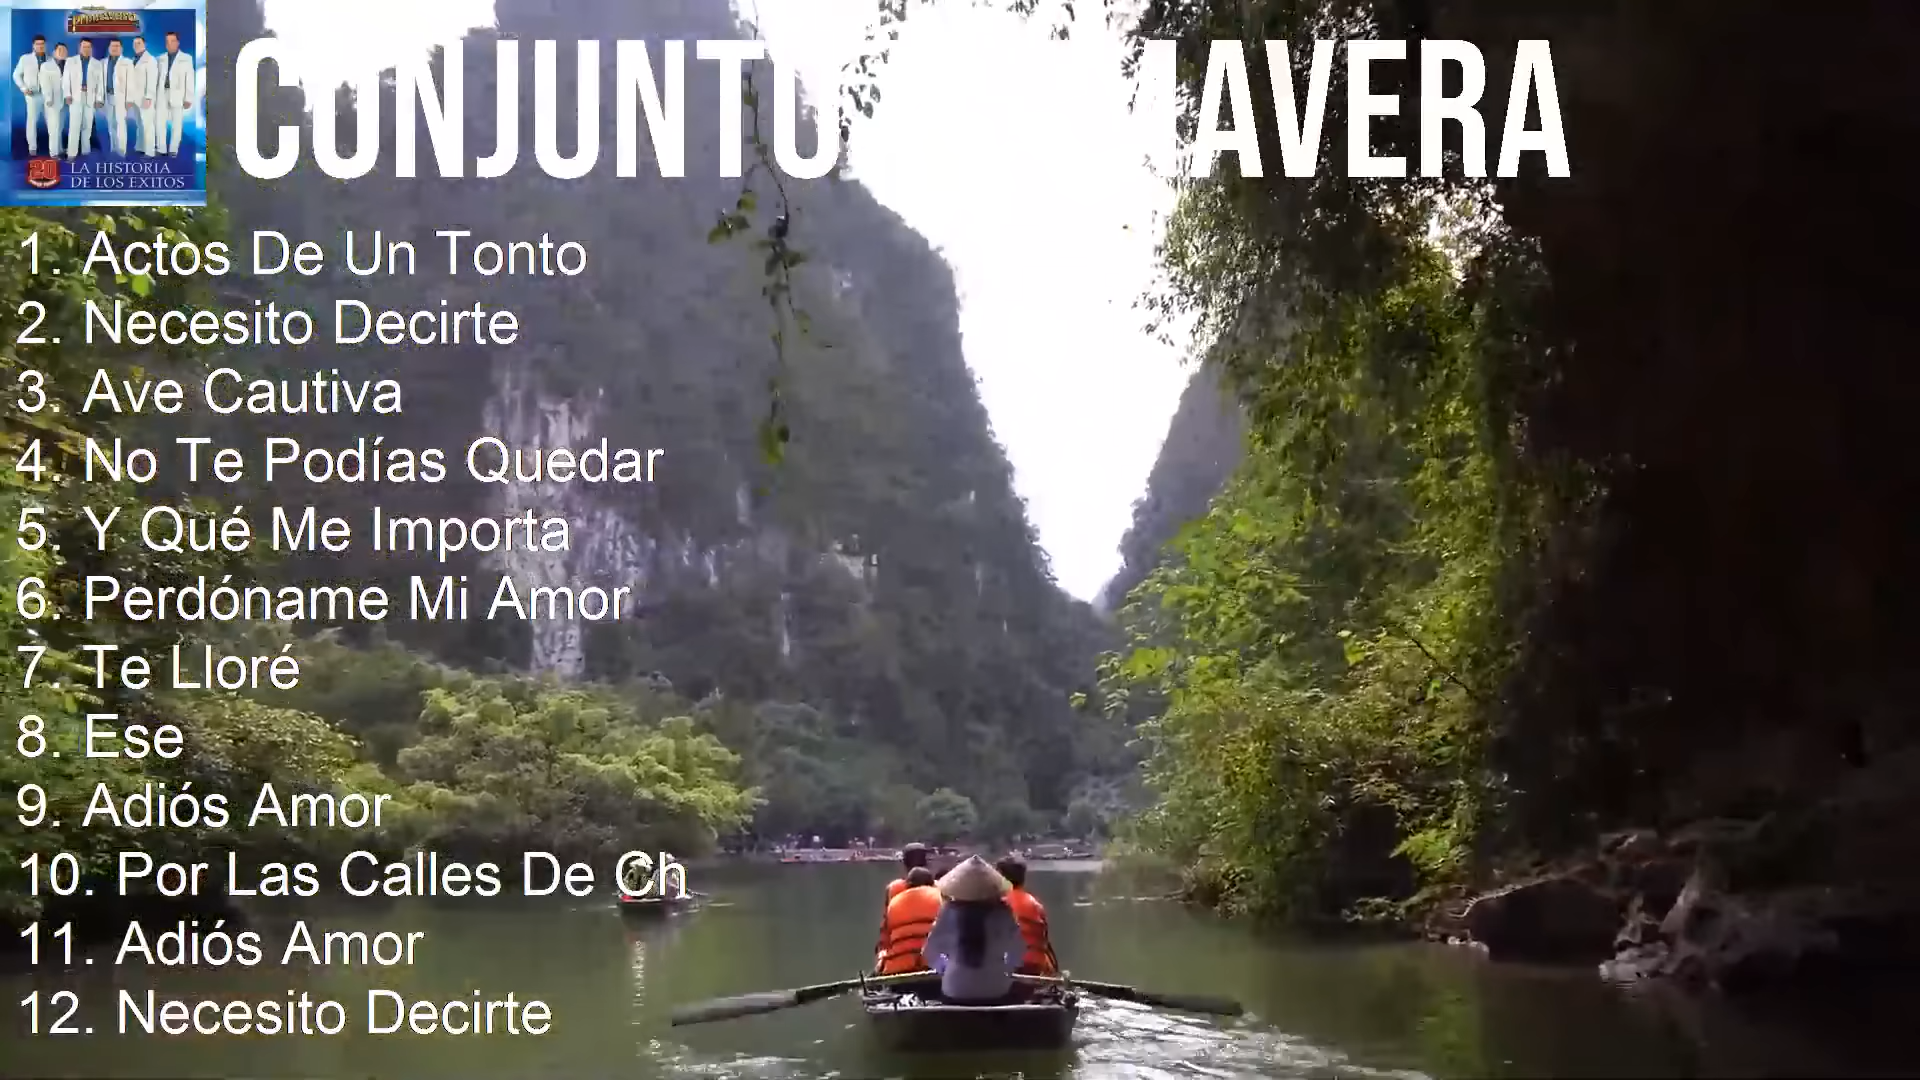 LA HISTORIA
DE LOS EXITOS
20
CONJUNTO MAVERA
1. Actos De Un Tonto
2. Necesito Decirte
3. Ave Cautiva
4. No Te Podías Quedar
5. Y Qué Me Importa
6. Perdóname Mi Amor
7. Te Lloré
8. Ese
9. Adiós Amor
10. Por Las Calles De Ch
11. Adiós Amor
12. Necesito Decirte